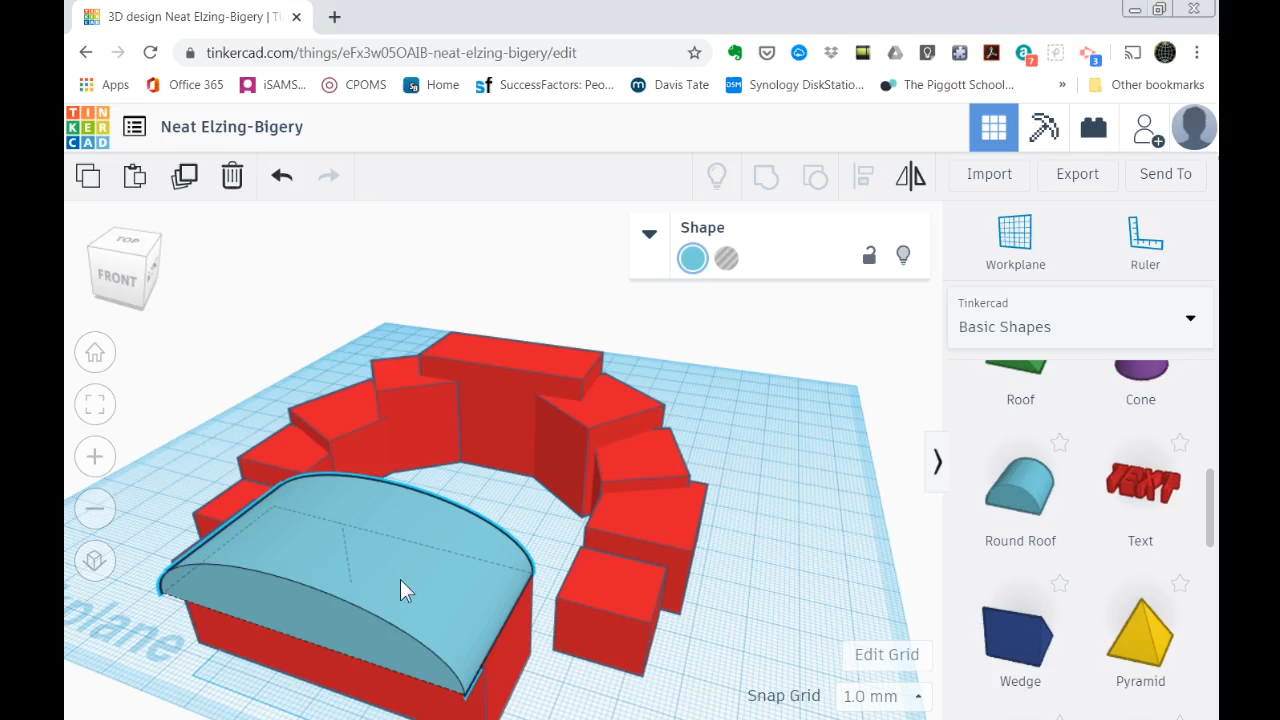 3D design Neat Elzing-Bigery | Ti
tinkercad.com/things/eFx3w05OAIB-neat-elzing-bigery/edit
7
3
Apps
Office 365
iSAMS...
CPOMS
Home
SuccessFactors: Peo...
Davis Tate
DSM
Synology DiskStatio...
The Piggott School...
»
Other bookmarks
TIN
KER
CAD
Neat Elzing-Bigery
Import
Export
Send To
TOP
FRONT
Shape
Workplane
Ruler
Tinkercad
Basic Shapes
Roof
Cone
TEXT
Round Roof
Text
Wedge
Pyramid
plane
Edit Grid
Snap Grid
1.0 mm